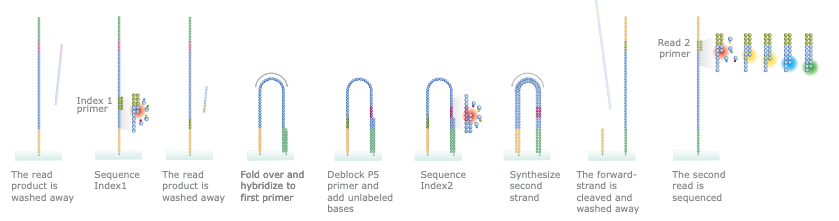 Read 2
primer
Index 1
primer
The read
product is
washed away
Sequence
Index1
The read
product is
washed away
Fold over and
hybridize to
first primer
Deblock P5
primer and
add unlabeled
bases
Sequence
Index2
Synthesize
second
strand
The forward-
strand is
cleaved and
washed away
The second
read is
sequenced